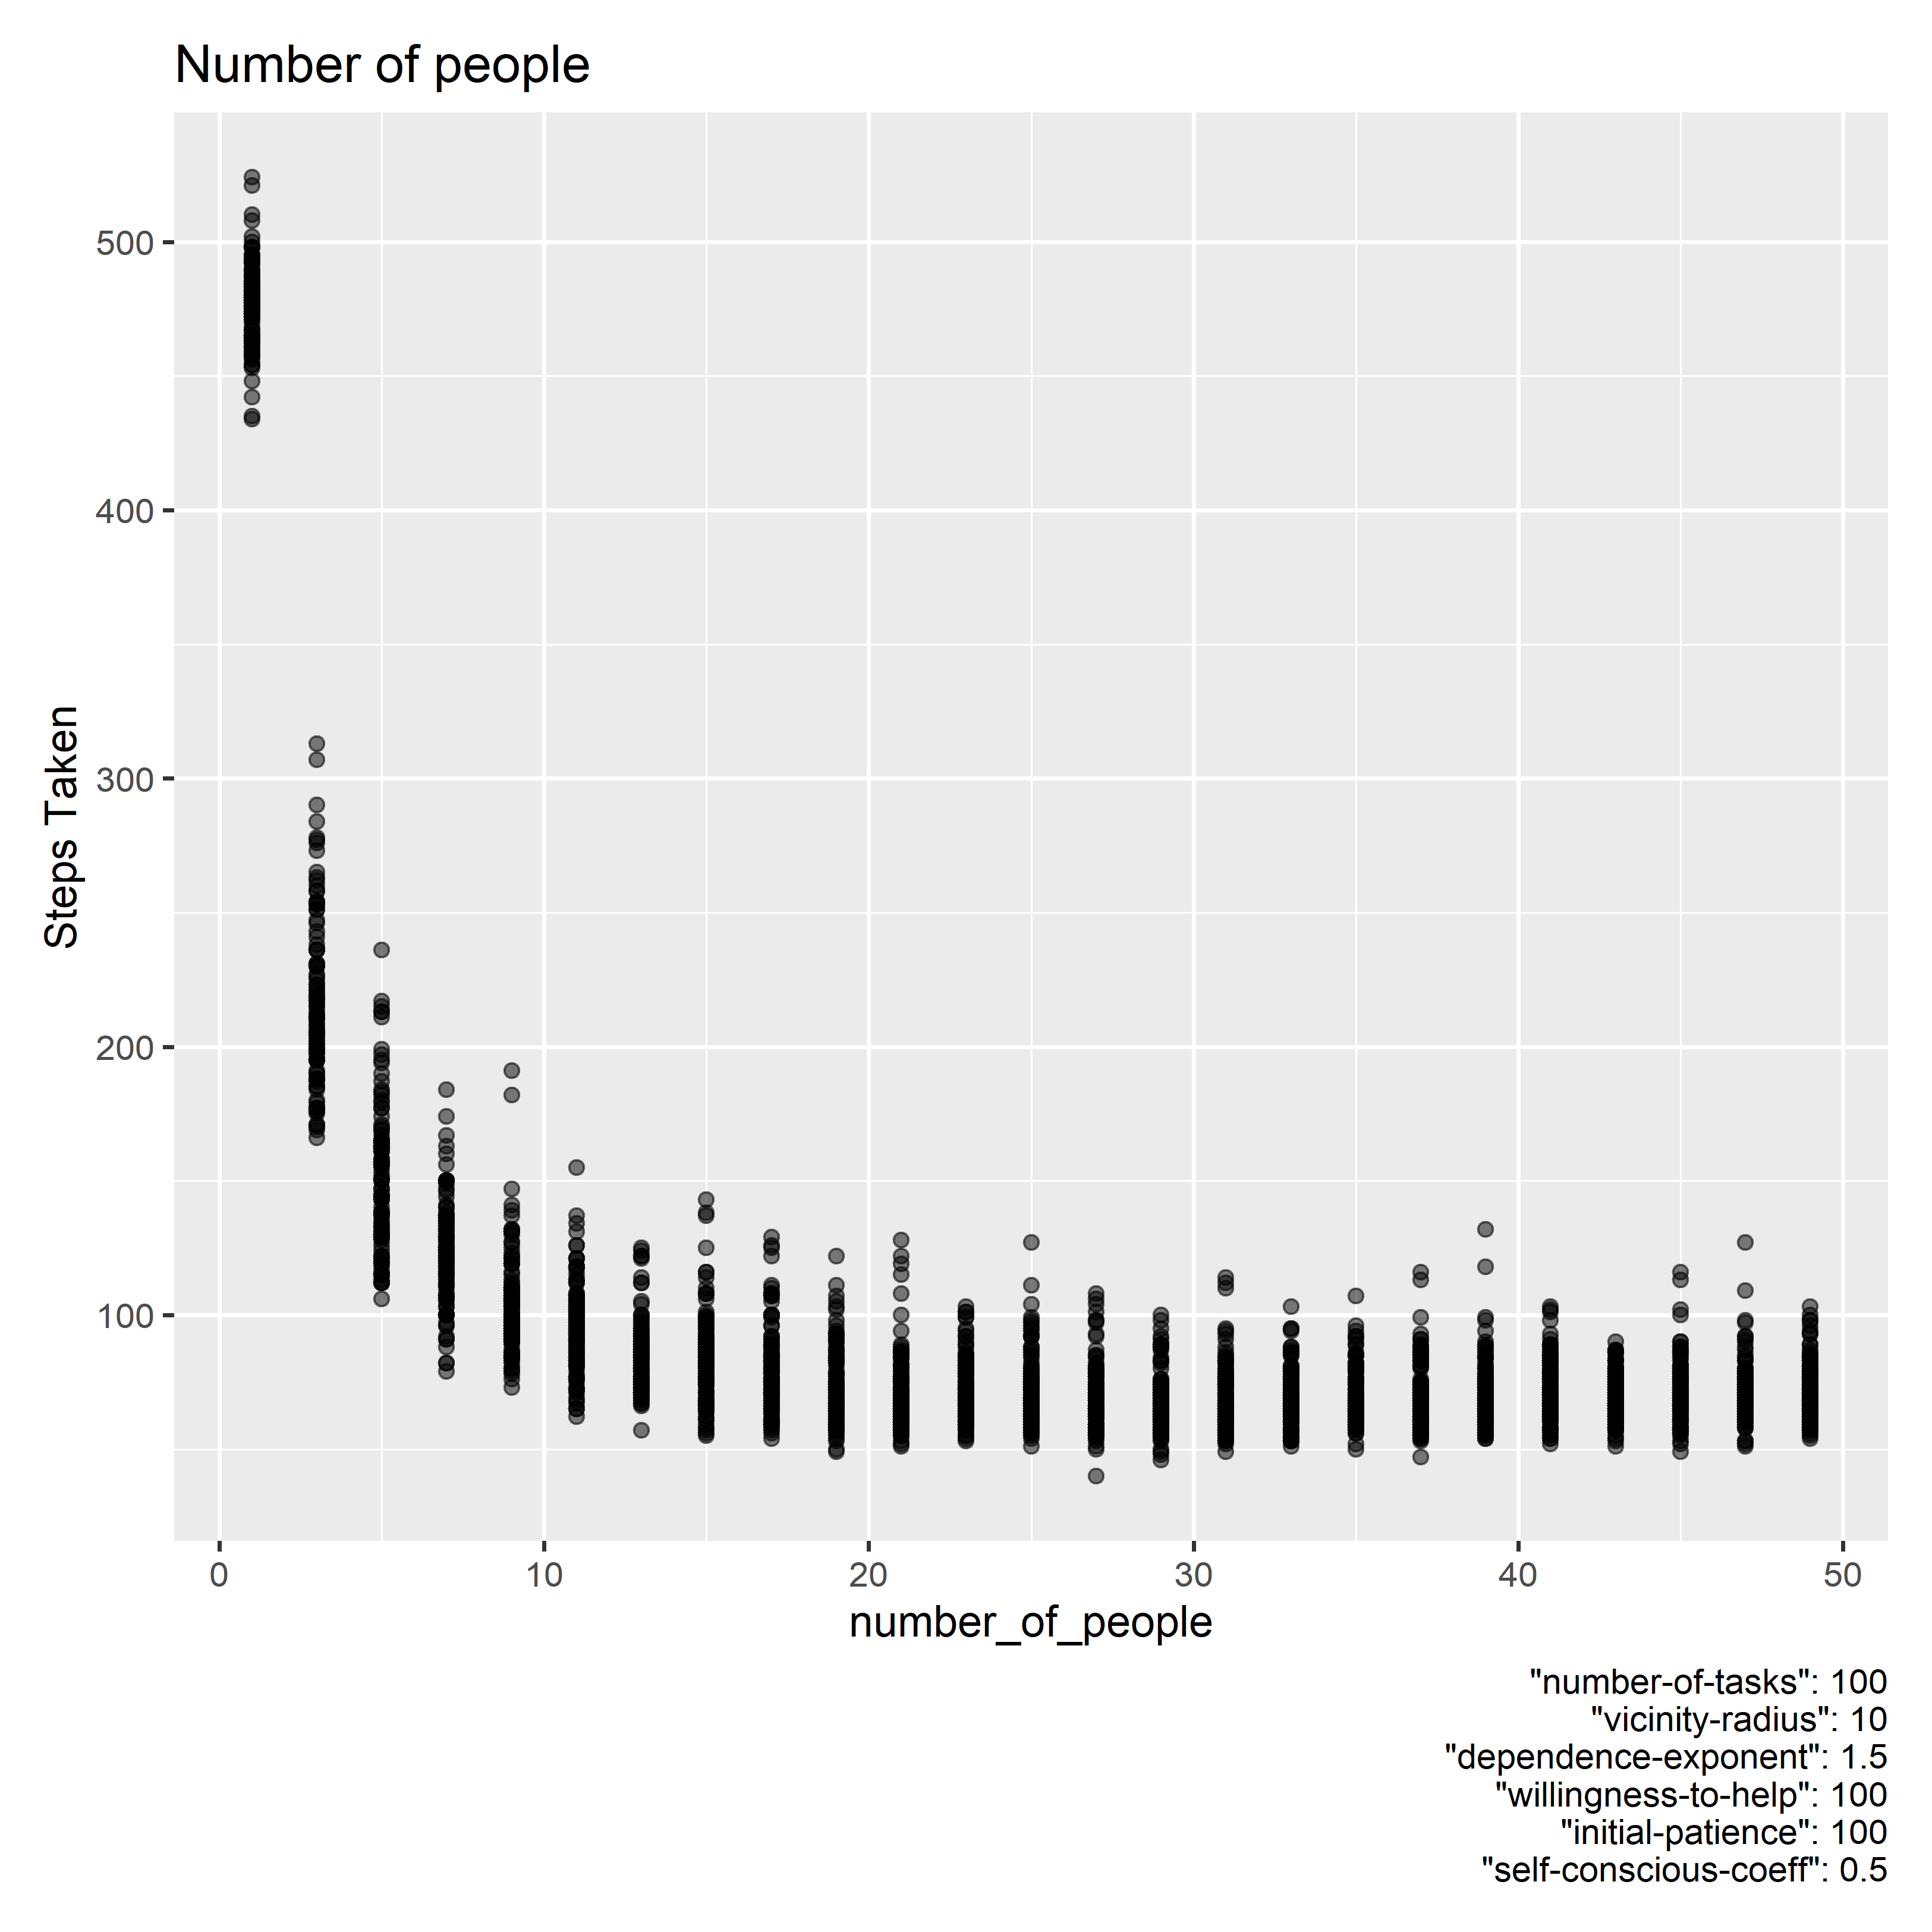 Number of people
500
400
300
200
100
Steps Taken
0 10 20 30 40 50
number_of_people
"number-of-tasks": 100
"vicinity-radius": 10
"dependence-exponent": 1.5
"willingness-to-help": 100
"initial-patience": 100
"self-conscious-coeff": 0.5